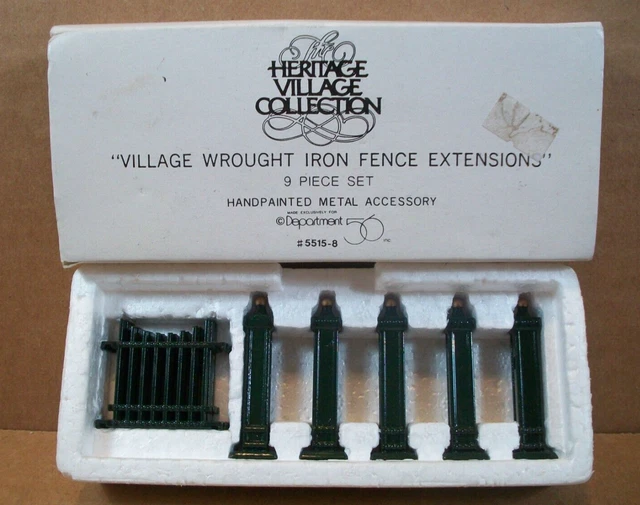 The
HERITAGE
VILLAGE
COLLECTION
"VILLAGE WROUGHT IRON FENCE EXTENSIONS"
9 PIECE SET
HANDPAINTED METAL ACCESSORY
MADE EXCLUSIVELY FOR
©Department 56 INC.
#5515-8